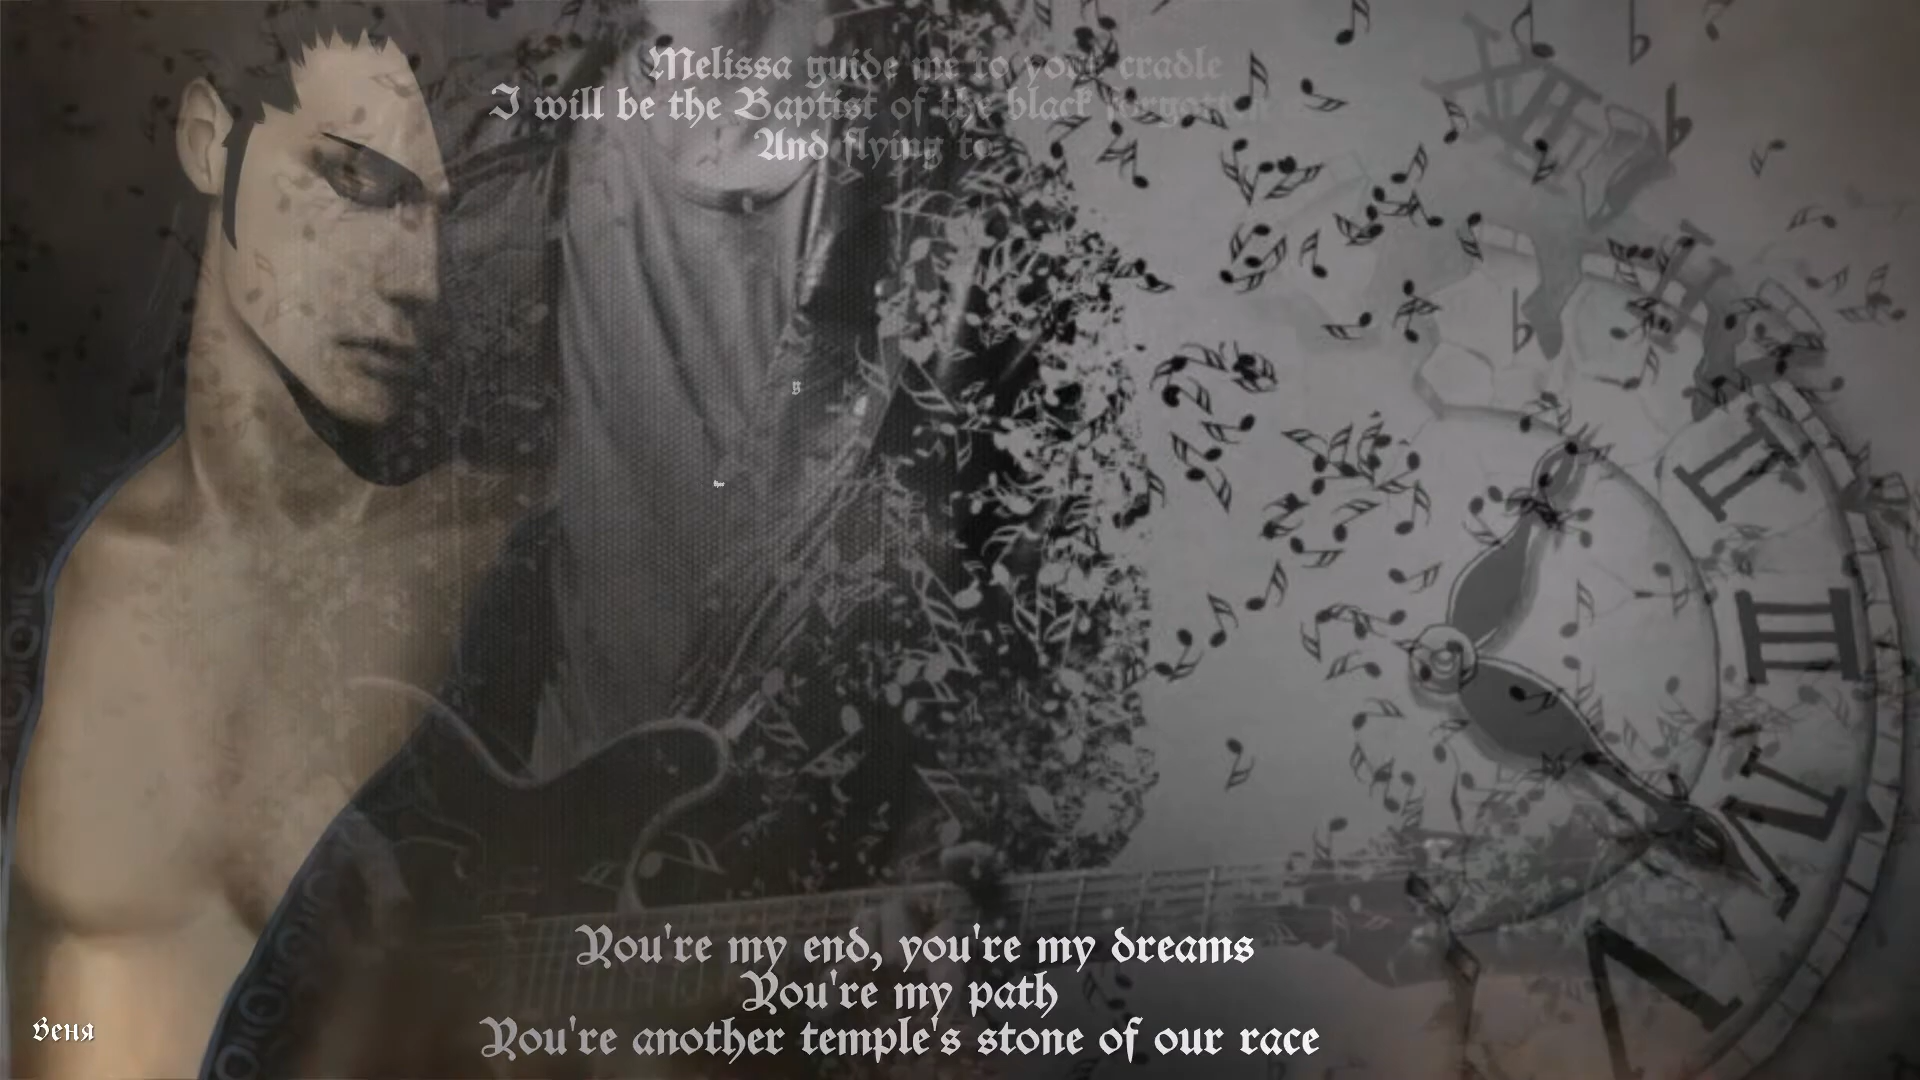 Melissa guide me to your cradle
I will be the Baptist of the black forgotten
And flying to
You're my end, you're my dreams
You're my path
You're another temple's stone of our race
Веня